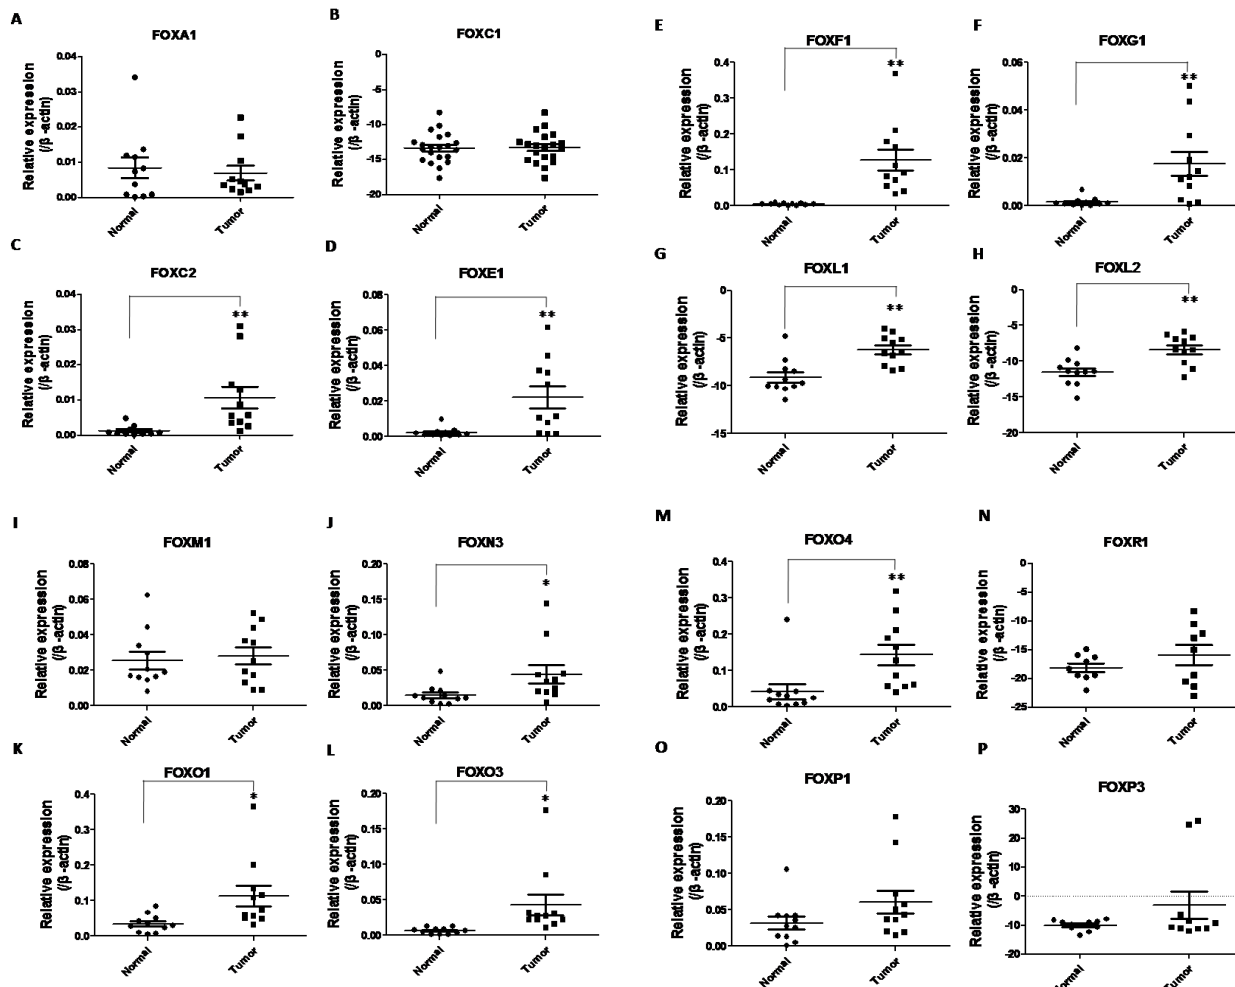 A
FOXA1
Relative expression
(/β -actin)
0.04
0.03
0.02
0.01
0.00
Normal
Tumor
B
FOXC1
Relative expression
(/β -actin)
0
-5
-10
-15
-20
Normal
Tumor
C
FOXC2
Relative expression
(/β -actin)
0.04
0.03
0.02
0.01
0.00
**
Normal
Tumor
D
FOXE1
Relative expression
(/β -actin)
0.08
0.06
0.04
0.02
0.00
**
Normal
Tumor
E
FOXF1
Relative expression
(/β -actin)
0.4
0.3
0.2
0.1
0.0
**
Normal
Tumor
F
FOXG1
Relative expression
(/β -actin)
0.06
0.04
0.02
0.00
**
Normal
Tumor
G
FOXL1
Relative expression
(/β -actin)
0
-5
-10
-15
**
Normal
Tumor
H
FOXL2
Relative expression
(/β -actin)
0
-5
-10
-15
-20
**
Normal
Tumor
I
FOXM1
Relative expression
(/β -actin)
0.08
0.06
0.04
0.02
0.00
Normal
Tumor
J
FOXN3
Relative expression
(/β -actin)
0.20
0.15
0.10
0.05
0.00
*
Normal
Tumor
K
FOXO1
Relative expression
(/β -actin)
0.4
0.3
0.2
0.1
0.0
*
Normal
Tumor
L
FOXO3
Relative expression
(/β -actin)
0.20
0.15
0.10
0.05
0.00
*
Normal
Tumor
M
FOXO4
Relative expression
(/β -actin)
0.4
0.3
0.2
0.1
0.0
**
Normal
Tumor
N
FOXR1
Relative expression
(/β -actin)
0
-5
-10
-15
-20
-25
Normal
Tumor
O
FOXP1
Relative expression
(/β -actin)
0.20
0.15
0.10
0.05
0.00
Normal
Tumor
P
FOXP3
Relative expression
(/β -actin)
30
20
10
0
-10
-20
Normal
Tumor